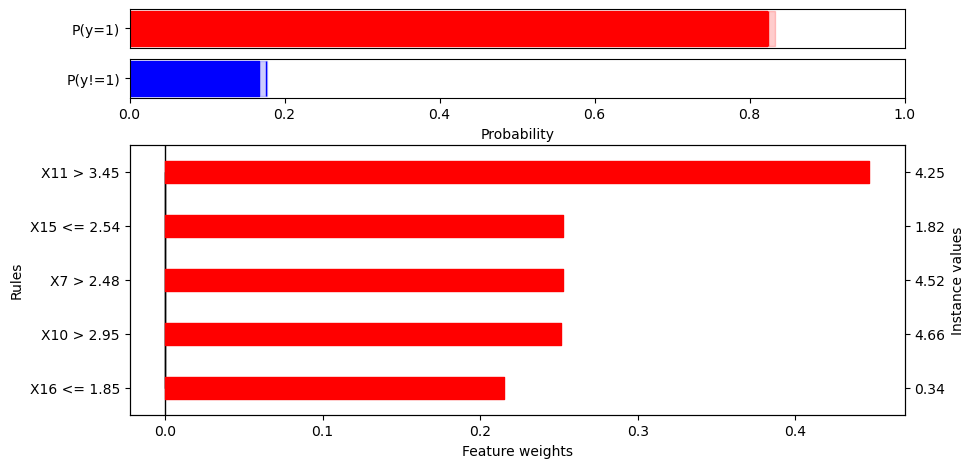 P(y=1)
P(y!=1)
0.0 0.2 0.4 0.6 0.8 1.0
Probability
Rules
X11 > 3.45 4.25
X15 <= 2.54 1.82
X7 > 2.48 4.52
X10 > 2.95 4.66
X16 <= 1.85 0.34
Instance values
0.0 0.1 0.2 0.3 0.4
Feature weights